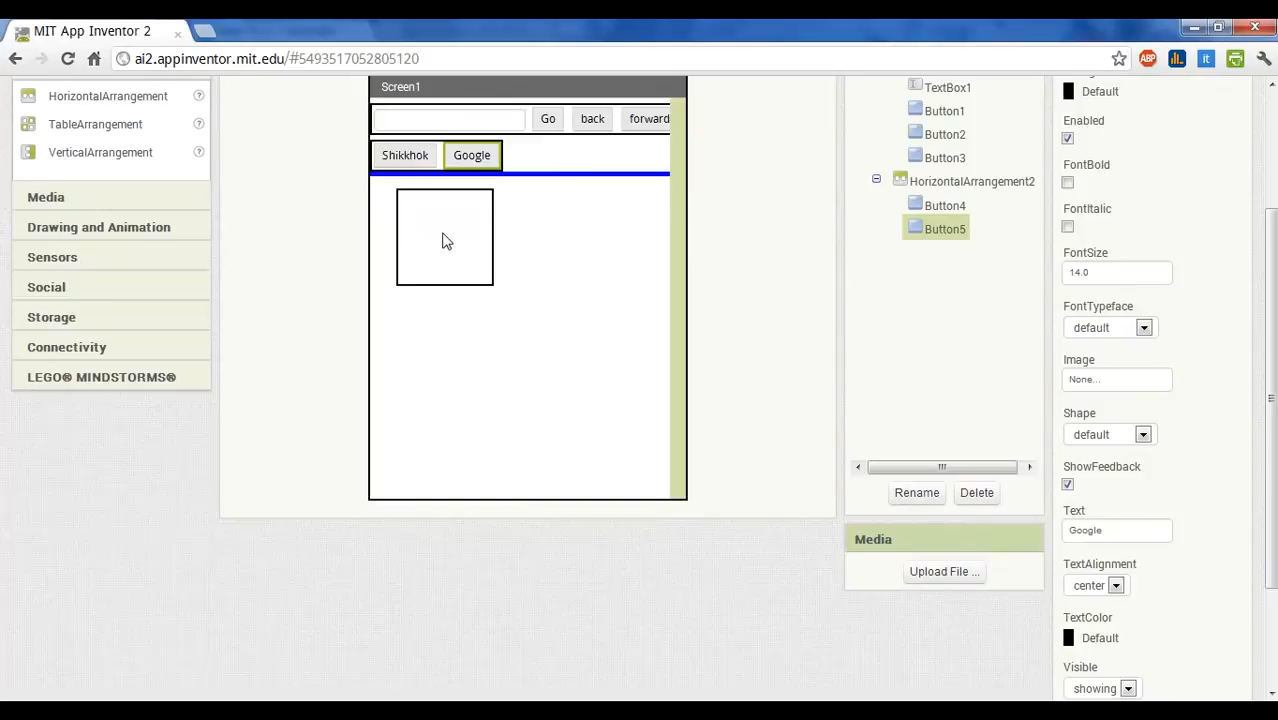 MIT App Inventor 2
ai2.appinventor.mit.edu/#5493517052805120
ABP
it
HorizontalArrangement
?
TableArrangement
?
VerticalArrangement
?
Media
Drawing and Animation
Sensors
Social
Storage
Connectivity
LEGO® MINDSTORMS®
Screen1
Go
back
forward
Shikkhok
Google
TextBox1
Button1
Button2
Button3
HorizontalArrangement2
Button4
Button5
Rename
Delete
Media
Upload File ...
Default
Enabled
FontBold
FontItalic
FontSize
14.0
FontTypeface
default
Image
None...
Shape
default
ShowFeedback
Text
Google
TextAlignment
center
TextColor
Default
Visible
showing